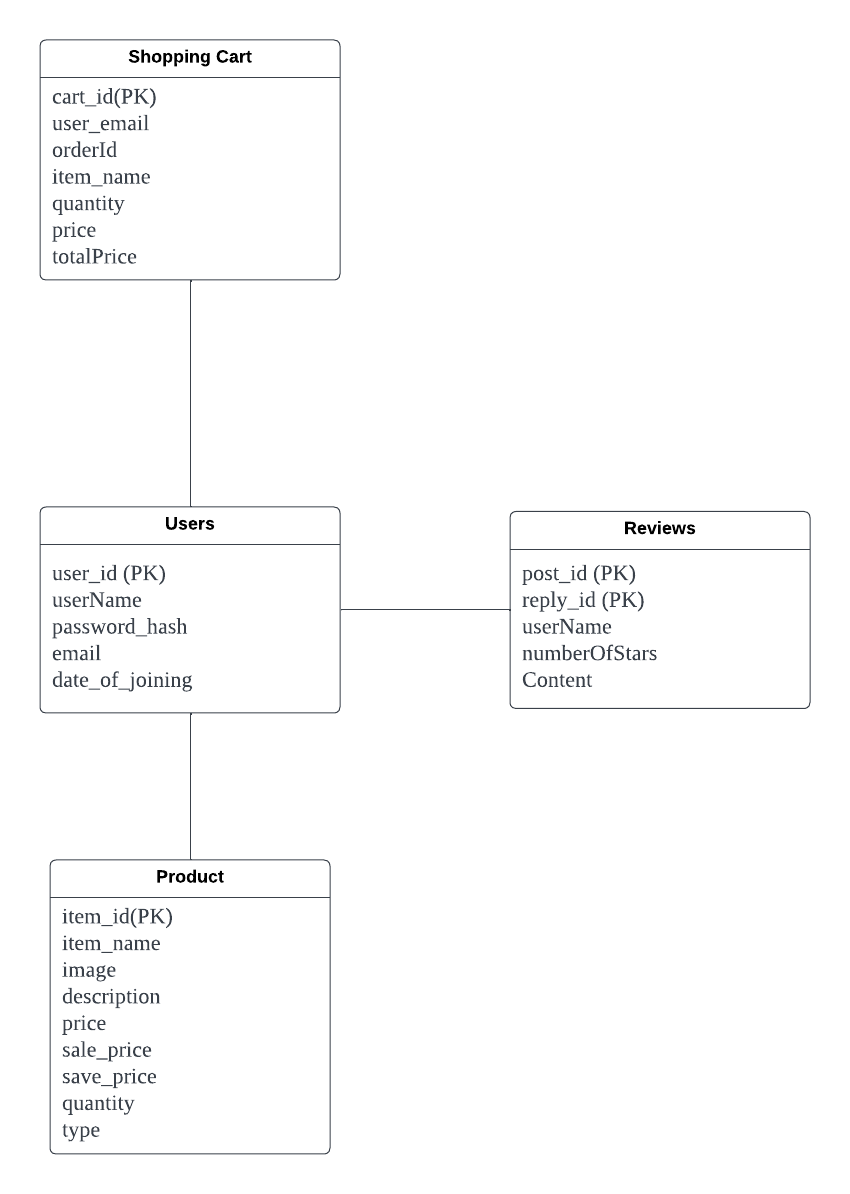 Shopping Cart
cart_id(PK)
user_email
orderId
item_name
quantity
price
totalPrice
Users
user_id (PK)
userName
password_hash
email
date_of_joining
Reviews
post_id (PK)
reply_id (PK)
userName
numberOfStars
Content
Product
item_id(PK)
item_name
image
description
price
sale_price
save_price
quantity
type